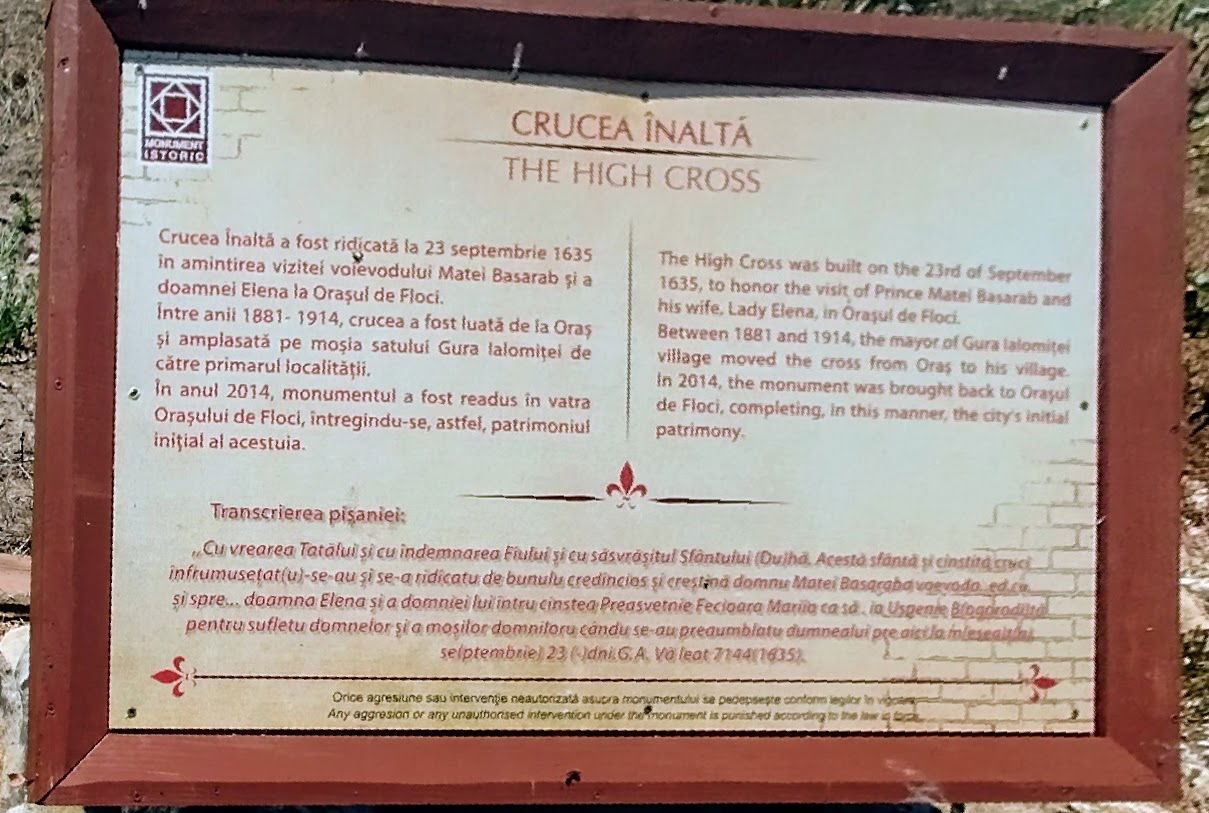 MONUMENT
ISTORIC
CRUCEA ÎNALTĂ
THE HIGH CROSS
Crucea Înaltă a fost ridicată la 23 septembrie 1635
în amintirea vizitei voievodului Matei Basarab și a
doamnei Elena la Orașul de Floci.
Între anii 1881- 1914, crucea a fost luată de la Oraș
și amplasată pe moșia satului Gura Ialomiței de
către primarul localității.
În anul 2014, monumentul a fost readus în vatra
Orașului de Floci, întregindu-se, astfel, patrimoniul
inițial al acestuia.
The High Cross was built on the 23rd of September
1635, to honor the visit of Prince Matei Basarab and
his wife, Lady Elena, in Orașul de Floci.
Between 1881 and 1914, the mayor of Gura Ialomiței
village moved the cross from Oraș to his village.
In 2014, the monument was brought back to Orașul
de Floci, completing, in this manner, the city's initial
patrimony.
Transcrierea pisaniei:
„Cu vrearea Tatălui și cu îndemnarea Fiului și cu săsvrășitul Sfântului (Du)hă. Acestă sfântă și cinstită cruci
înfrumusețat(u)-se-au și se-a ridicatu de bunulu credincios și creștină domnu Matei Basaraba voevodo.. ed.cu
și spre... doamna Elena și a domniei lui întru cinstea Preasvetnie Fecioara Mariia ca să . ia Uspenie
pentru sufletu domnelor și a moșilor domniloru cându se-au preaumblatu dumnealui pre aici la
se(ptembrie) 23 (-)dni.G.A. Vă leat 7144(1635).
Orice agresiune sau intervenție neautorizată asupra monumentului se pedepsește conform legilor în vigoare.
Any aggresion or any unauthorised intervention under the monument is punished according to the law in force.